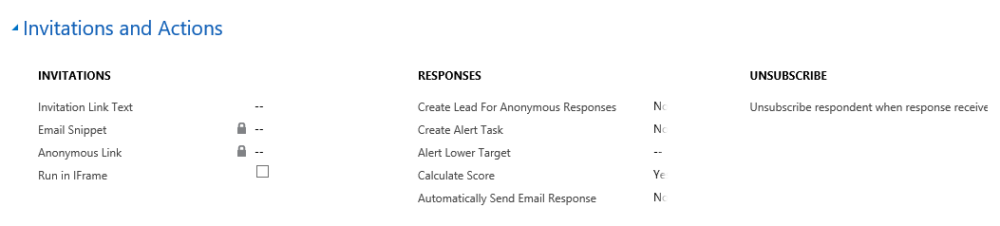 Invitations and Actions
INVITATIONS
Invitation Link Text --
Email Snippet --
Anonymous Link --
Run in IFrame
RESPONSES
Create Lead For Anonymous Responses No
Create Alert Task No
Alert Lower Target --
Calculate Score Ye
Automatically Send Email Response No
UNSUBSCRIBE
Unsubscribe respondent when response receive